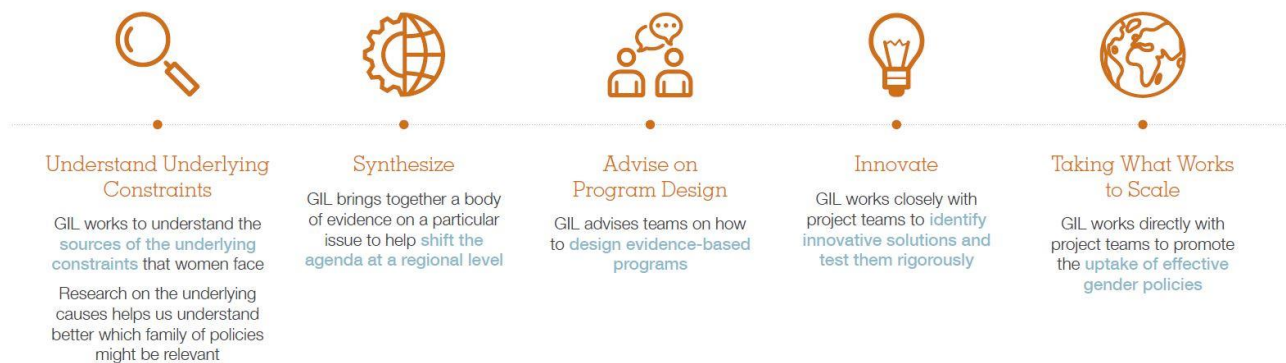 Understand Underlying
Constraints
GIL works to understand the
sources of the underlying
constraints that women face
Research on the underlying
causes helps us understand
better which family of policies
might be relevant
Synthesize
GIL brings together a body
of evidence on a particular
issue to help shift the
agenda at a regional level
Advise on
Program Design
GIL advises teams on how
to design evidence-based
programs
Innovate
GIL works closely with
project teams to identify
innovative solutions and
test them rigorously
Taking What Works
to Scale
GIL works directly with
project teams to promote
the uptake of effective
gender policies